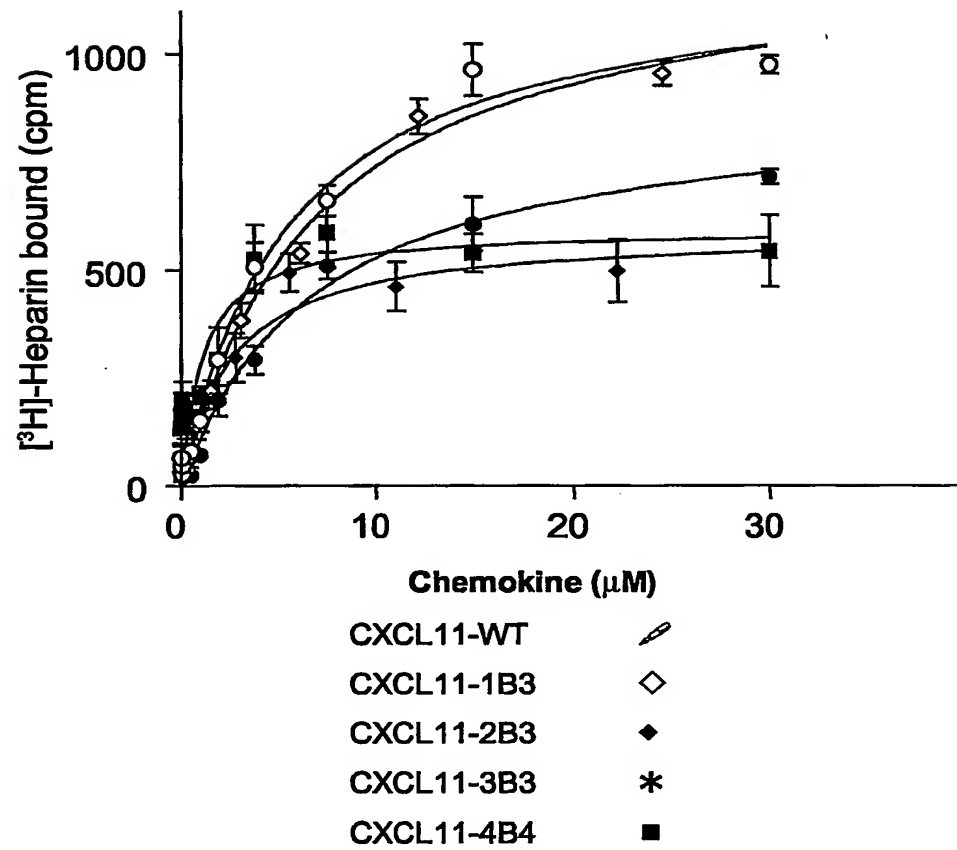 [³H]-Heparin bound (cpm)
1000
500
0
0 10 20 30
Chemokine (μM)
CXCL11-WT
CXCL11-1B3
CXCL11-2B3
CXCL11-3B3
CXCL11-4B4